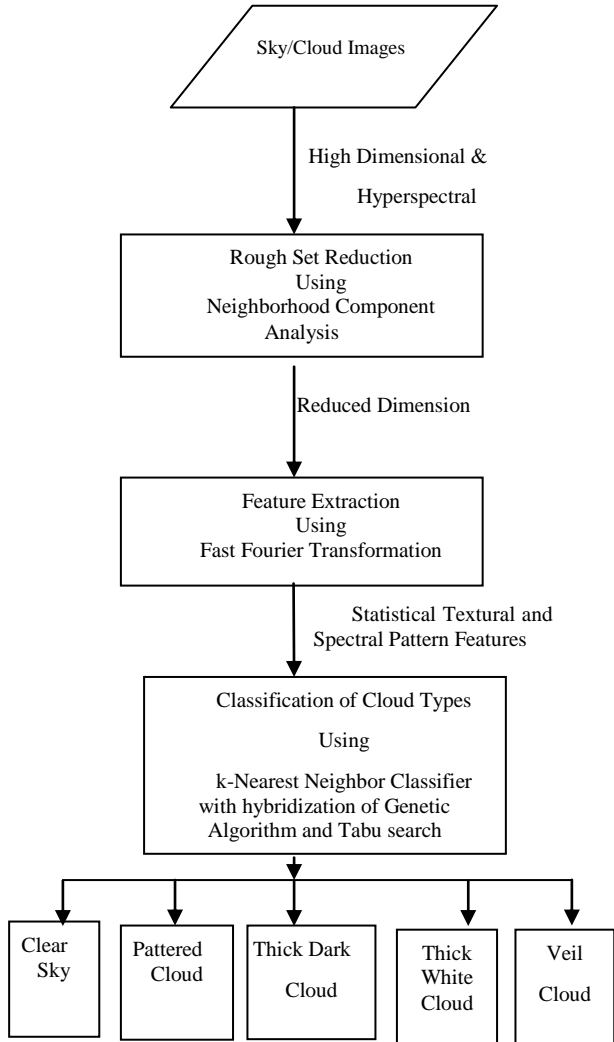 Sky/Cloud Images
High Dimensional &
Hyperspectral
Rough Set Reduction
Using
Neighborhood Component
Analysis
Reduced Dimension
Feature Extraction
Using
Fast Fourier Transformation
Statistical Textural and
Spectral Pattern Features
Classification of Cloud Types
Using
k-Nearest Neighbor Classifier
with hybridization of Genetic
Algorithm and Tabu search
Clear
Sky
Pattered
Cloud
Thick Dark
Cloud
Thick
White
Cloud
Veil
Cloud